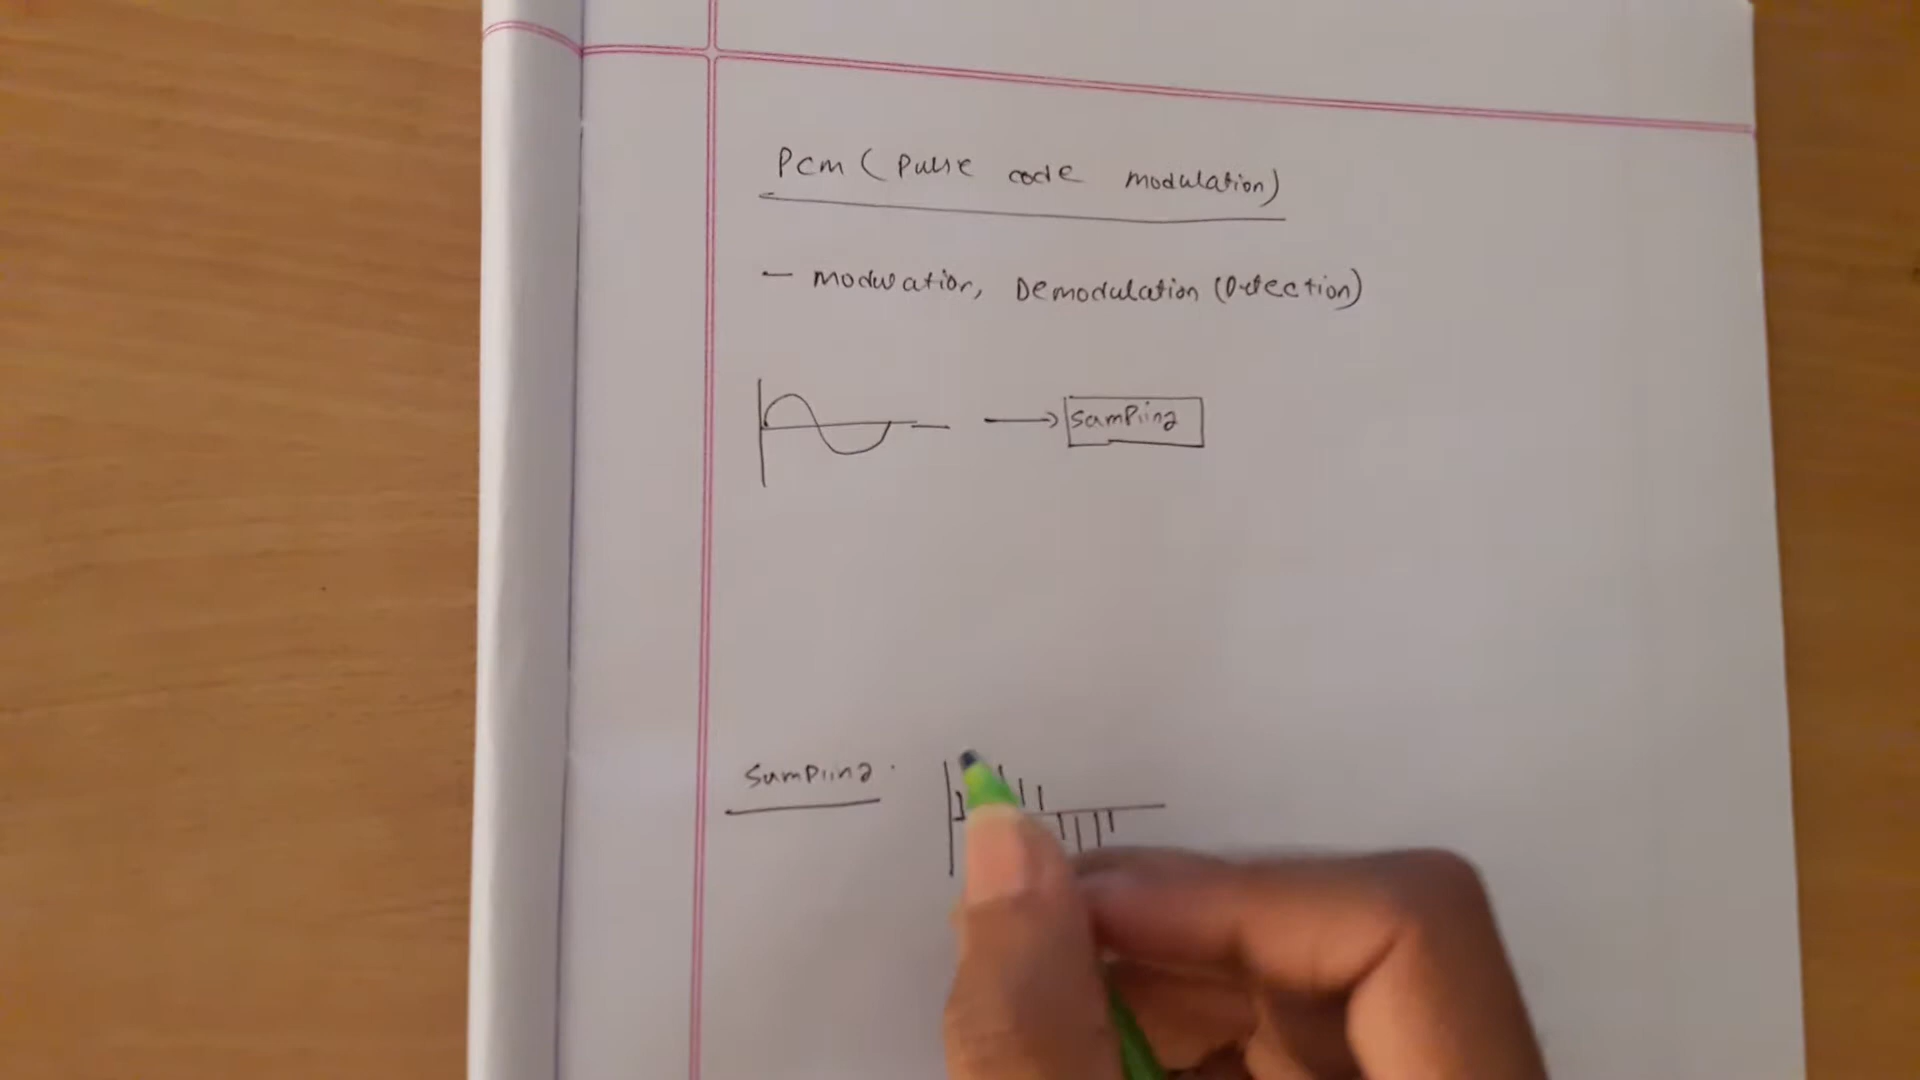 PCM (Pulse code modulation)
— modulation, Demodulation (Detection)
Sampling
Sampling.